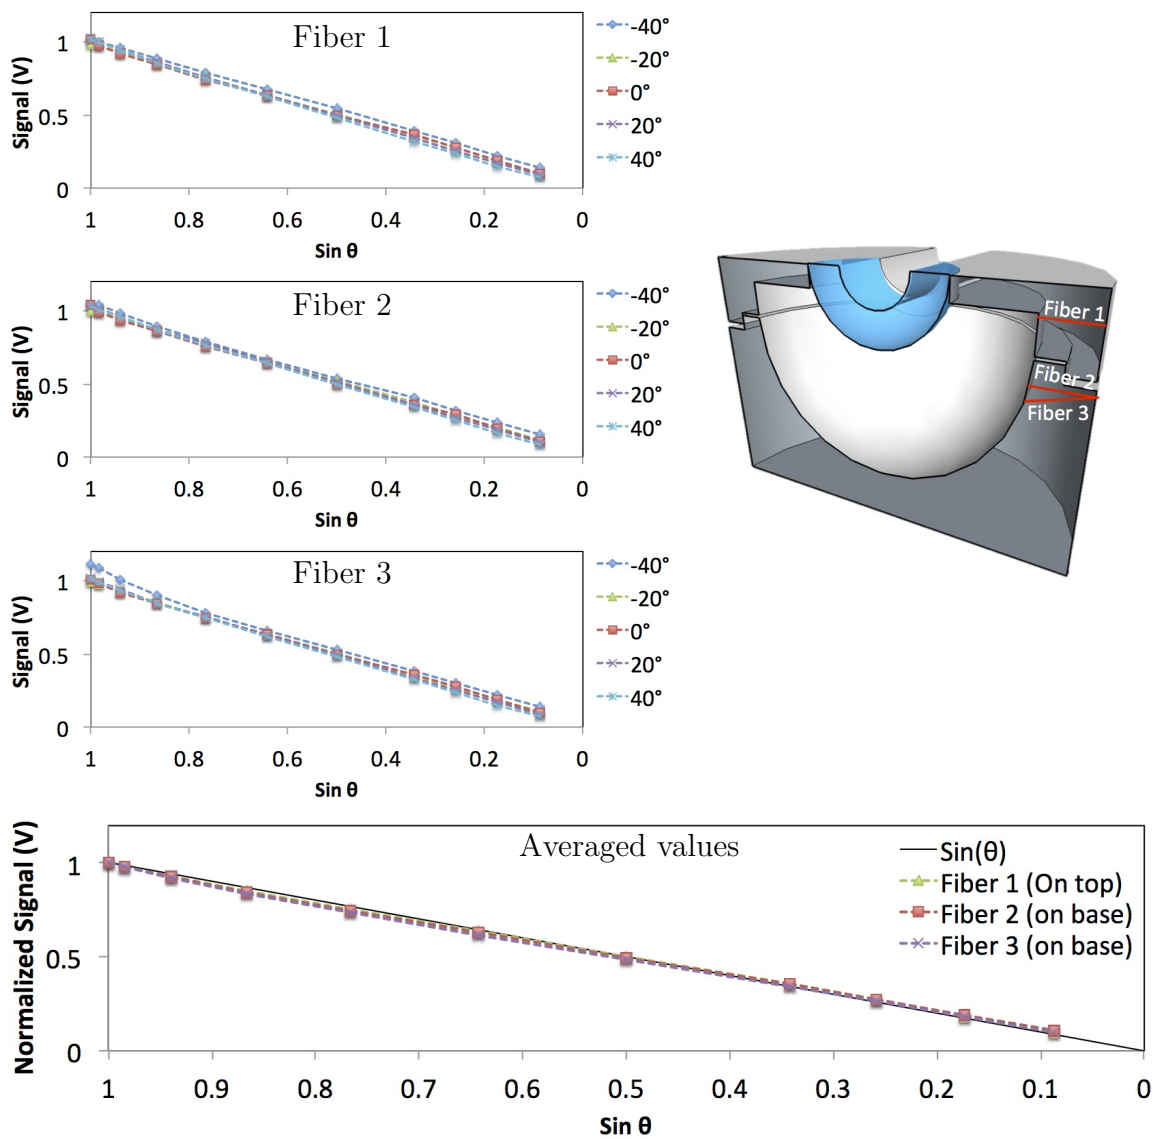 Fiber 1
Signal (V)
1
0.5
0
1 0.8 0.6 0.4 0.2 0
Sin θ
-40°
-20°
0°
20°
40°
Fiber 2
Signal (V)
1
0.5
0
1 0.8 0.6 0.4 0.2 0
Sin θ
-40°
-20°
0°
20°
40°
Fiber 1
Fiber 2
Fiber 3
Fiber 3
Signal (V)
1
0.5
0
1 0.8 0.6 0.4 0.2 0
Sin θ
-40°
-20°
0°
20°
40°
Averaged values
Normalized Signal (V)
1
0.5
0
1 0.9 0.8 0.7 0.6 0.5 0.4 0.3 0.2 0.1 0
Sin θ
Sin(θ)
Fiber 1 (On top)
Fiber 2 (on base)
Fiber 3 (on base)